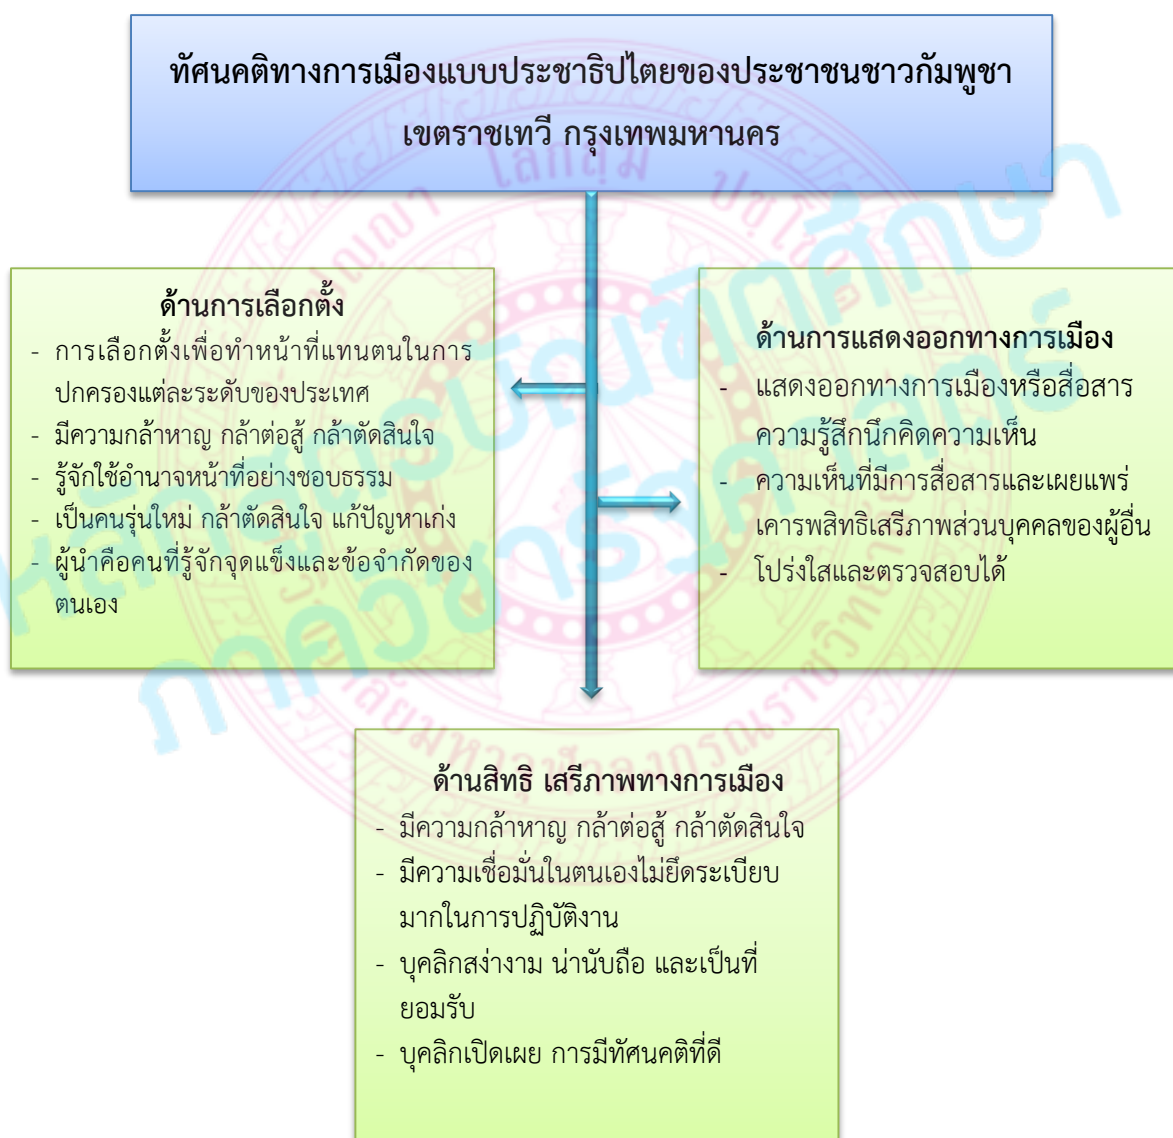 ทัศนคติทางการเมืองแบบประชาธิปไตยของประชาชนชาวกัมพูชา
เขตราชเทวี กรุงเทพมหานคร
ด้านการเลือกตั้ง
- การเลือกตั้งเพื่อทำหน้าที่แทนตนในการ
ปกครองแต่ละระดับของประเทศ
- มีความกล้าหาญ กล้าต่อสู้ กล้าตัดสินใจ
- รู้จักใช้อำนาจหน้าที่อย่างชอบธรรม
- เป็นคนรุ่นใหม่ กล้าตัดสินใจ แก้ปัญหาเก่ง
- ผู้นำคือคนที่รู้จักจุดแข็งและข้อจำกัดของ
ตนเอง
ด้านการแสดงออกทางการเมือง
- แสดงออกทางการเมืองหรือสื่อสาร
ความรู้สึกนึกคิดความเห็น
- ความเห็นที่มีการสื่อสารและเผยแพร่
เคารพสิทธิเสรีภาพส่วนบุคคลของผู้อื่น
- โปร่งใสและตรวจสอบได้
ด้านสิทธิ เสรีภาพทางการเมือง
- มีความกล้าหาญ กล้าต่อสู้ กล้าตัดสินใจ
- มีความเชื่อมั่นในตนเองไม่ยึดระเบียบ
มากในการปฏิบัติงาน
- บุคลิกสง่างาม น่านับถือ และเป็นที่
ยอมรับ
- บุคลิกเปิดเผย การมีทัศนคติที่ดี
หลักสูตรบัณฑิตศึกษา
ภาควิชารัฐศาสตร์